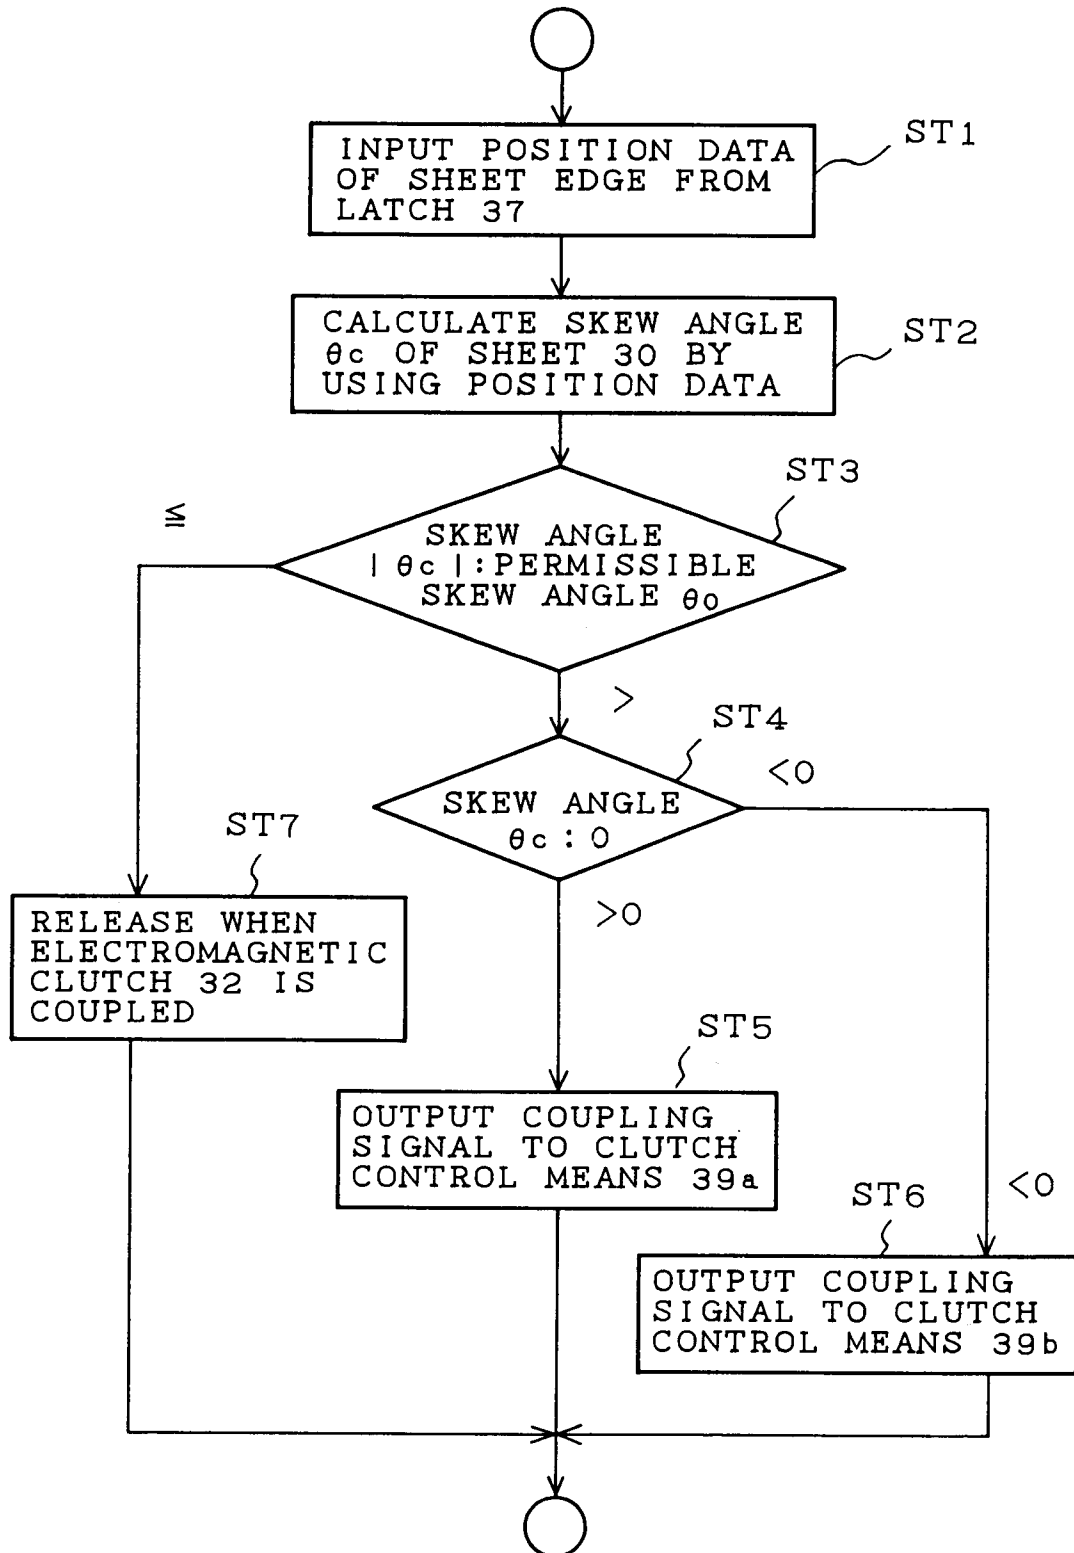 ST1
INPUT POSITION DATA
OF SHEET EDGE FROM
LATCH 37
ST2
CALCULATE SKEW ANGLE
θc OF SHEET 30 BY
USING POSITION DATA
ST3
≦
SKEW ANGLE
|θc|:PERMISSIBLE
SKEW ANGLE θo
>
ST4
<0
SKEW ANGLE
θc:0
ST7
>0
RELEASE WHEN
ELECTROMAGNETIC
CLUTCH 32 IS
COUPLED
ST5
OUTPUT COUPLING
SIGNAL TO CLUTCH
CONTROL MEANS 39a
<0
ST6
OUTPUT COUPLING
SIGNAL TO CLUTCH
CONTROL MEANS 39b